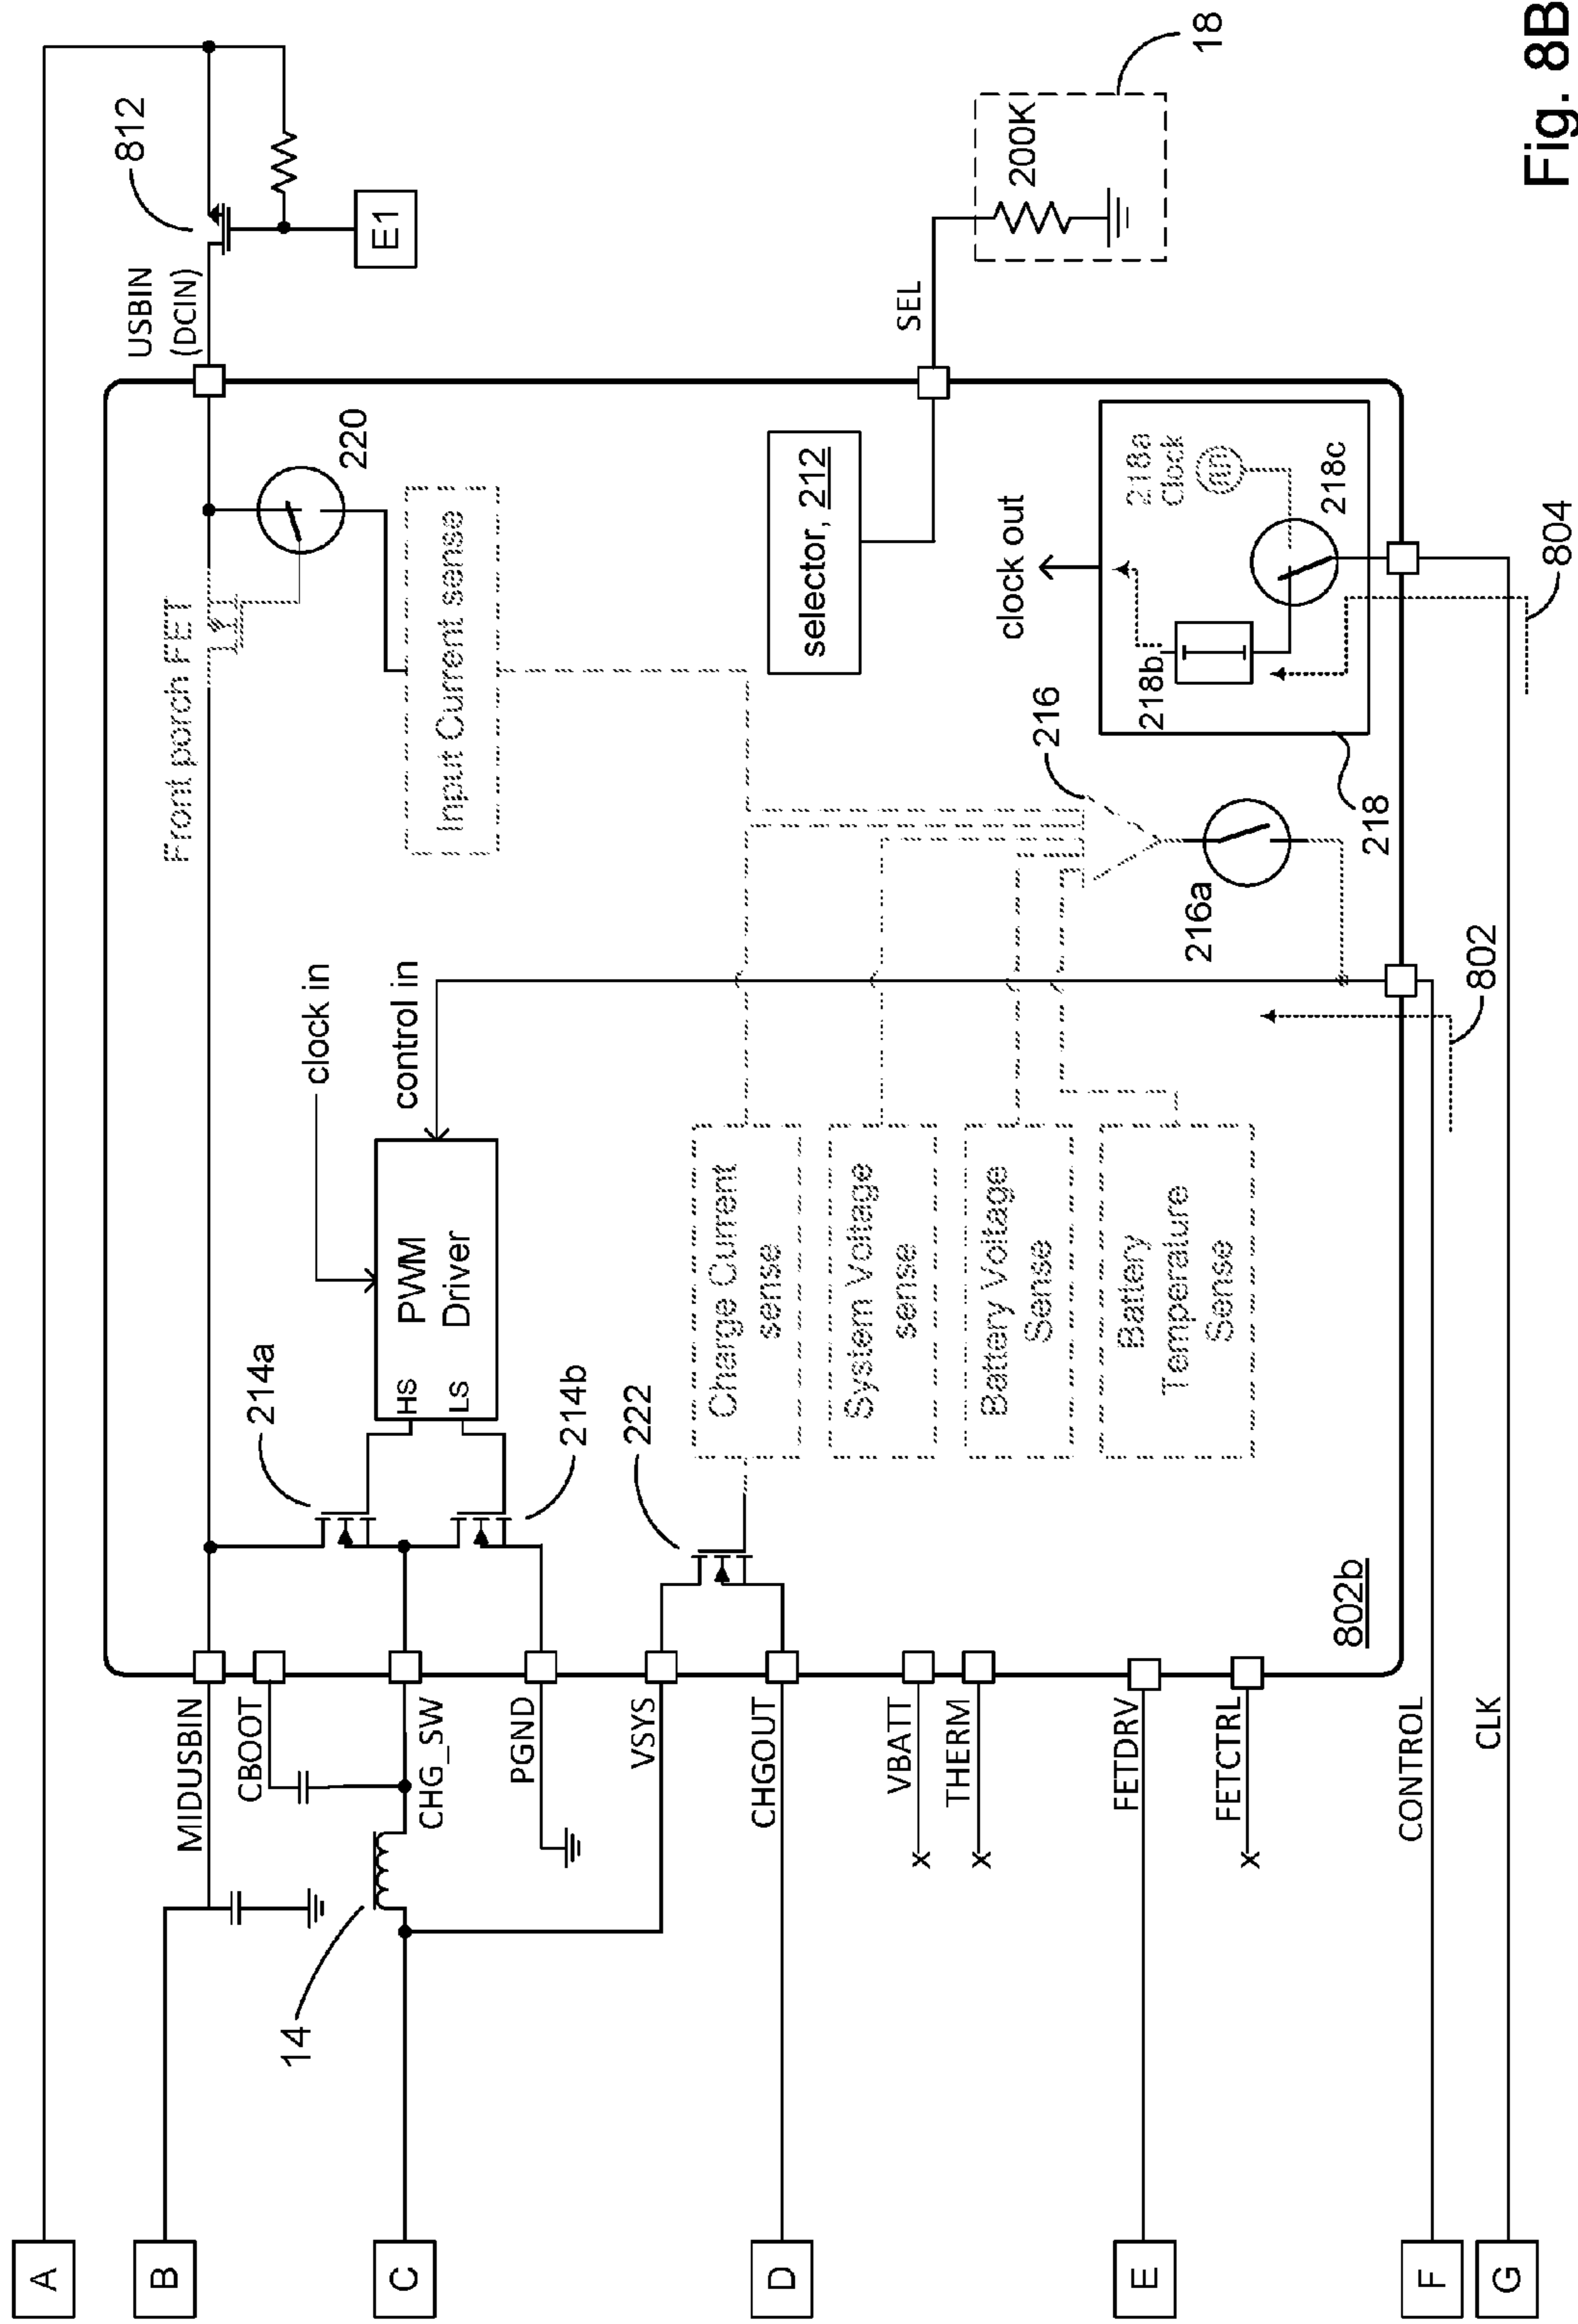 A
B
C
D
E
F
G
812
E1
USBIN
(DCIN)
220
Front porch FET
Input Current sense
SEL
200K
18
selector, 212
clock out
218a
clock
218b
218c
218
804
216
216a
802
clock in
control in
PWM
Driver
HS
LS
214a
214b
222
Charge Current
sense
System Voltage
sense
Battery Voltage
Sense
Battery
Temperature
Sense
802b
MIDUSBIN
CBOOT
CHG_SW
PGND
VSYS
CHGOUT
VBATT
x
THERM
x
FETDRV
FETCTRL
x
CONTROL
CLK
14
Fig. 8B